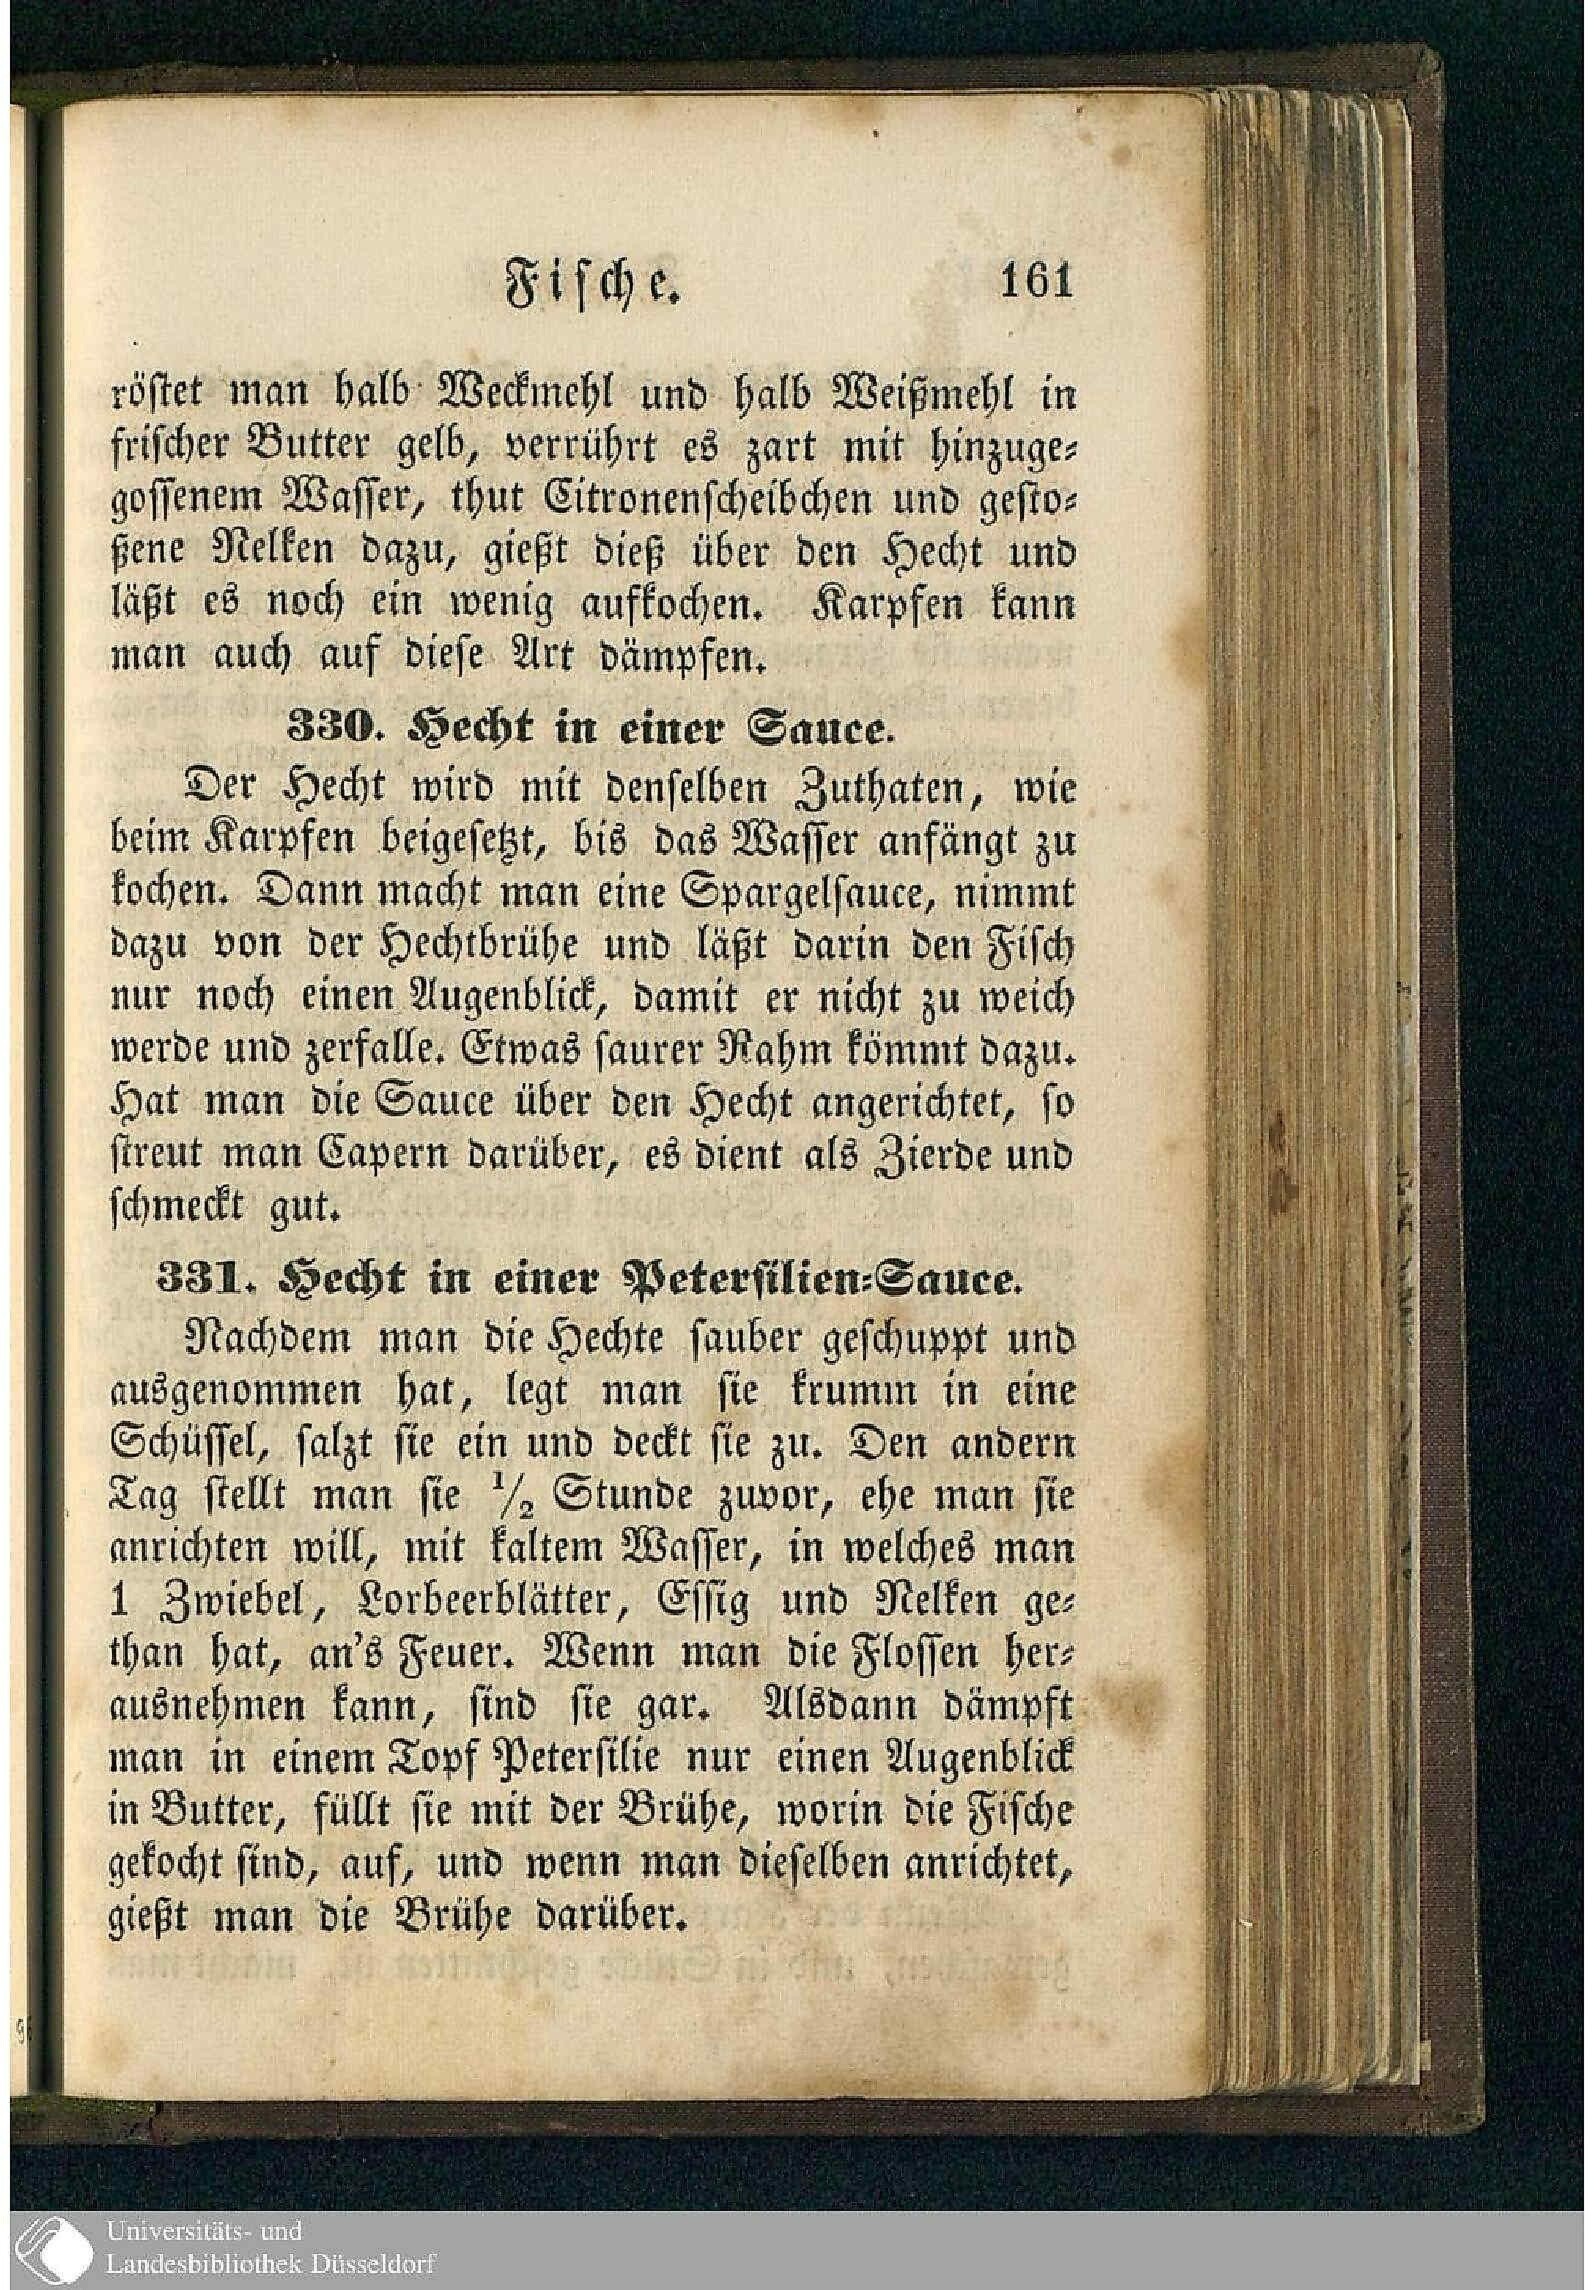 Fische. 161
röstet man halb Weckmehl und halb Weißmehl in
frischer Butter gelb, verrührt es zart mit hinzuge⸗
gossenem Wasser, thut Citronenscheibchen und gesto⸗
ßene Nelken dazu, gießt dieß über den Hecht und
läßt es noch ein wenig aufkochen. Karpfen kann
man auch auf diese Art dämpfen.
330. Hecht in einer Sauce.
Der Hecht wird mit denselben Zuthaten, wie
beim Karpfen beigesetzt, bis das Wasser anfängt zu
kochen. Dann macht man eine Spargelsauce, nimmt
dazu von der Hechtbrühe und läßt darin den Fisch
nur noch einen Augenblick, damit er nicht zu weich
werde und zerfalle. Etwas saurer Rahm kömmt dazu.
Hat man die Sauce über den Hecht angerichtet, so
streut man Capern darüber, es dient als Zierde und
schmeckt gut.
331. Hecht in einer Petersilien⸗Sauce.
Nachdem man die Hechte sauber geschuppt und
ausgenommen hat, legt man sie krumm in eine
Schüssel, salzt sie ein und deckt sie zu. Den andern
Tag stellt man sie 1/2 Stunde zuvor, ehe man sie
anrichten will, mit kaltem Wasser, in welches man
1 Zwiebel, Lorbeerblätter, Essig und Nelken ge⸗
than hat, an's Feuer. Wenn man die Flossen her⸗
ausnehmen kann, sind sie gar. Alsdann dämpft
man in einem Topf Petersilie nur einen Augenblick
in Butter, füllt sie mit der Brühe, worin die Fische
gekocht sind, auf, und wenn man dieselben anrichtet,
gießt man die Brühe darüber.
Universitäts- und
Landesbibliothek Düsseldorf